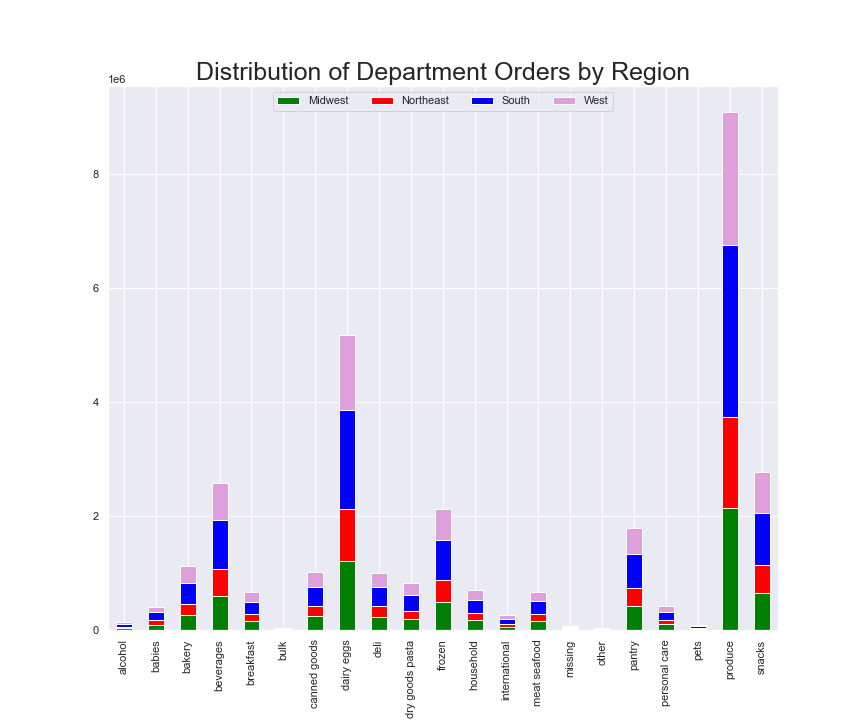 Distribution of Department Orders by Region
1e6
Midwest Northeast South West
8
6
4
2
0
alcohol
babies
bakery
beverages
breakfast
bulk
canned goods
dairy eggs
deli
dry goods pasta
frozen
household
international
meat seafood
missing
other
pantry
personal care
pets
produce
snacks